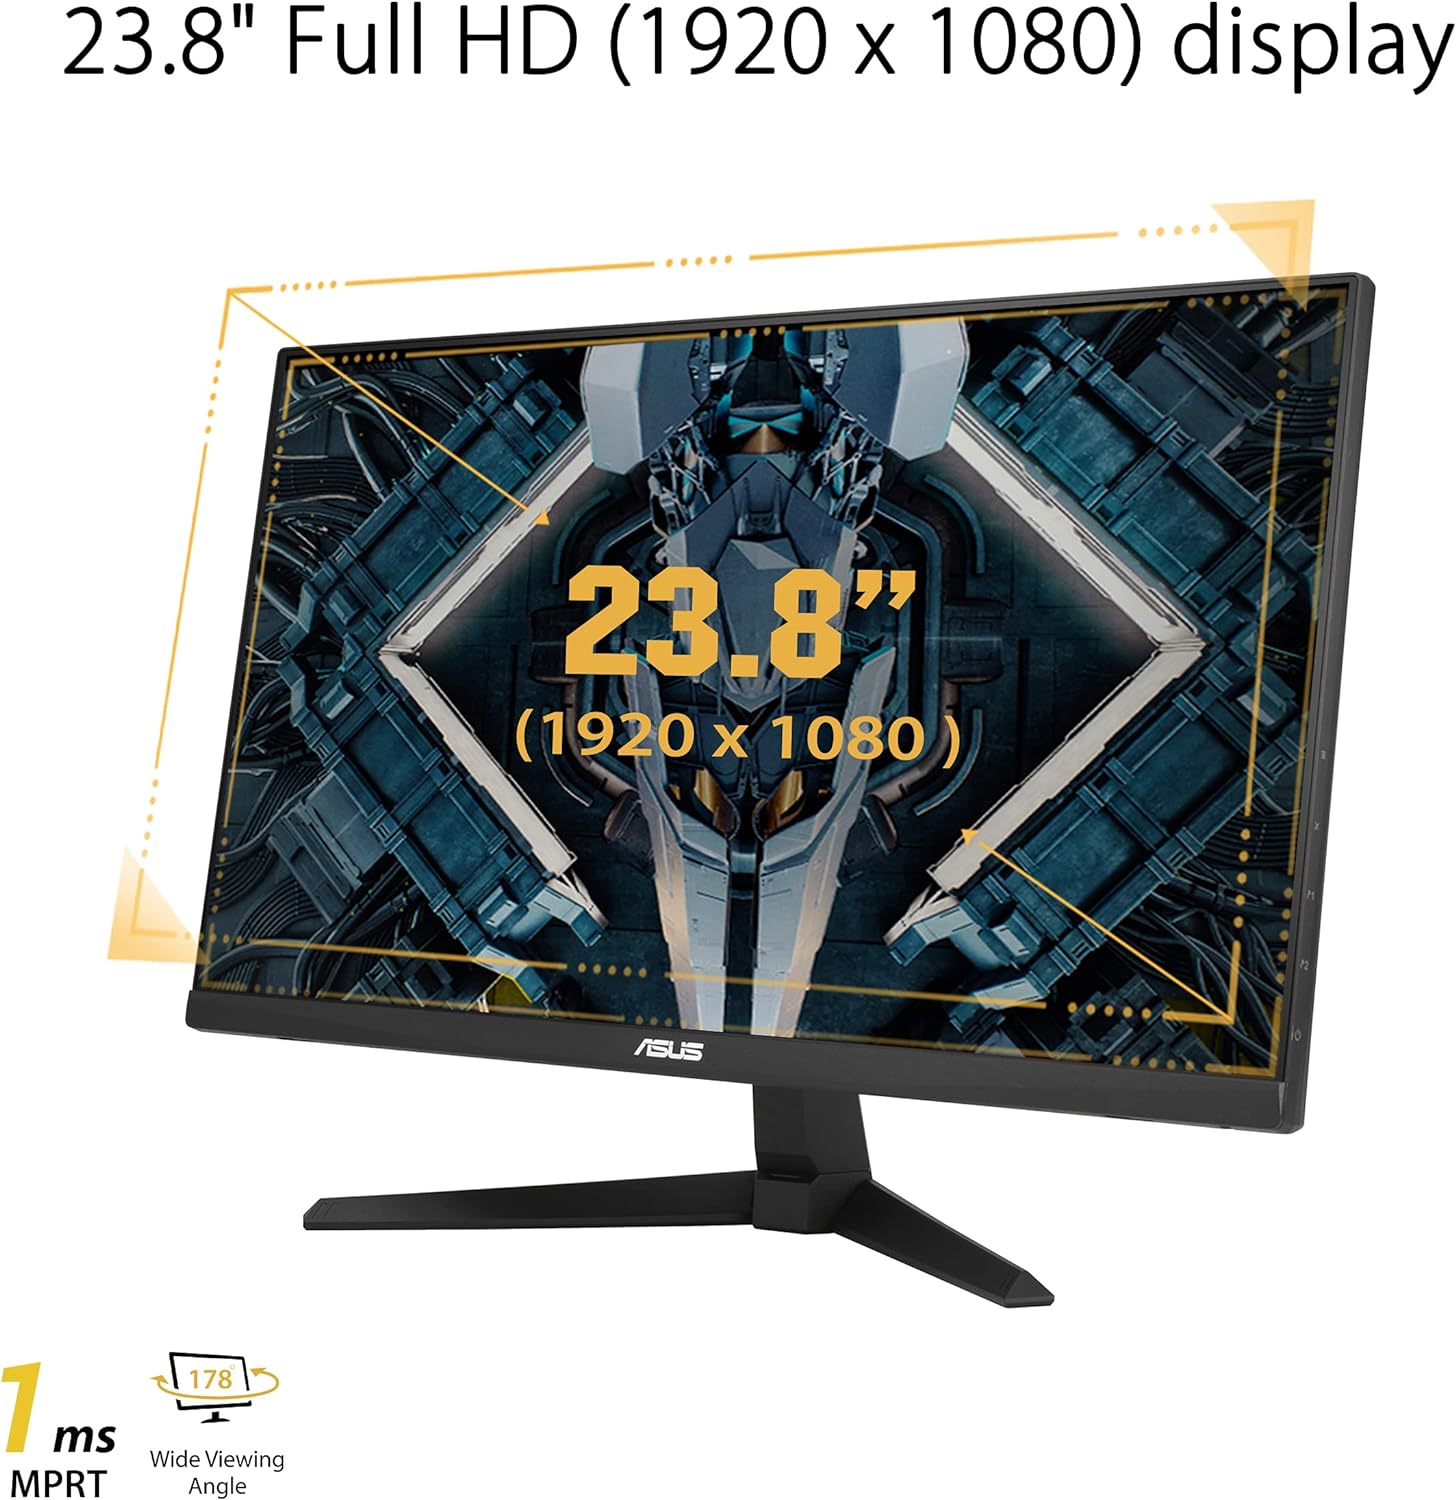 23.8" Full HD (1920 x 1080) display
23.8”
(1920 x 1080 )
ASUS
1 ms
MPRT
178°
Wide Viewing
Angle